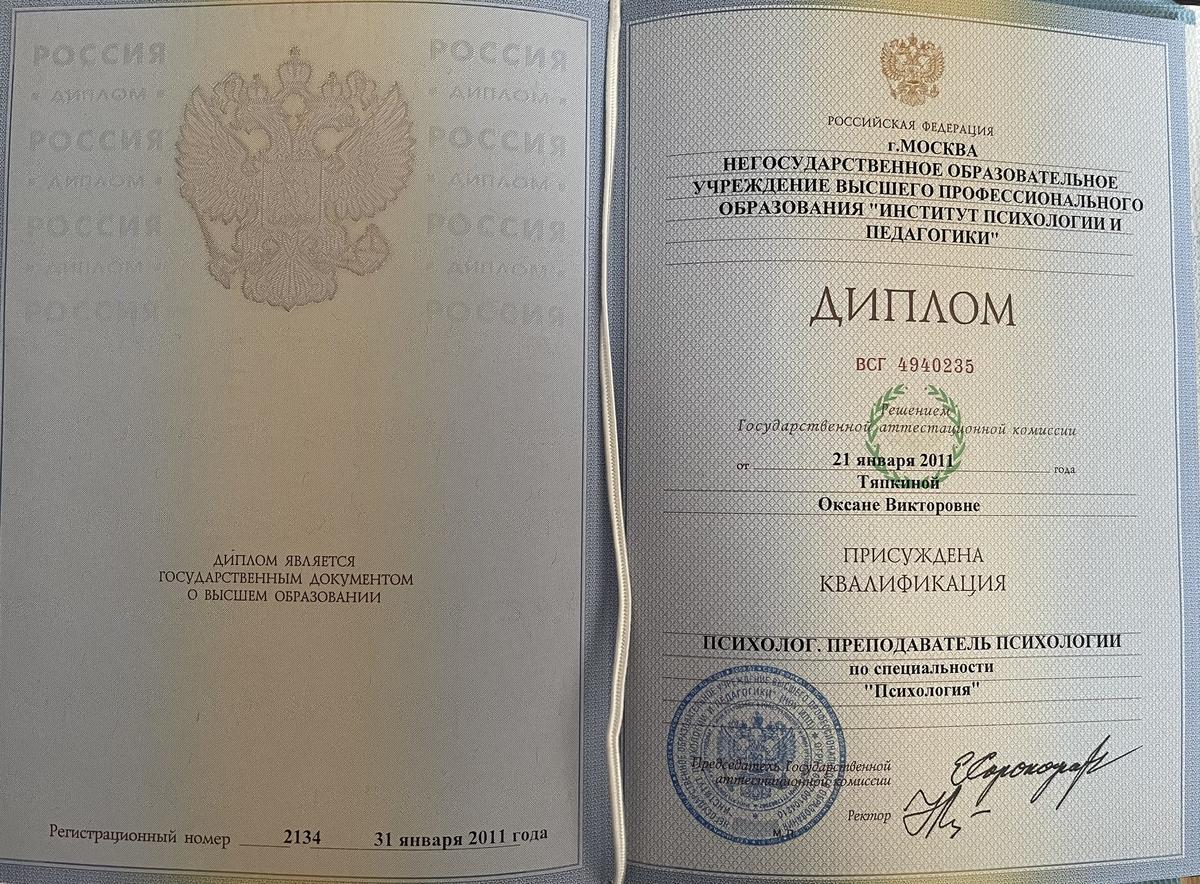 РОССИЯ РОССИЯ
« ДИПЛОМ » « ДИПЛОМ »
РОССИЯ РОССИЯ
« ДИПЛОМ » « ДИПЛОМ »
РОССИЯ РОССИЯ
« ДИПЛОМ » « ДИПЛОМ »
РОССИЯ РОССИЯ
ДИПЛОМ ЯВЛЯЕТСЯ
ГОСУДАРСТВЕННЫМ ДОКУМЕНТОМ
О ВЫСШЕМ ОБРАЗОВАНИИ
Регистрационный номер 2134 31 января 2011 года
РОССИЙСКАЯ ФЕДЕРАЦИЯ
г.МОСКВА
НЕГОСУДАРСТВЕННОЕ ОБРАЗОВАТЕЛЬНОЕ
УЧРЕЖДЕНИЕ ВЫСШЕГО ПРОФЕССИОНАЛЬНОГО
ОБРАЗОВАНИЯ "ИНСТИТУТ ПСИХОЛОГИИ И
ПЕДАГОГИКИ"
ДИПЛОМ
ВСГ 4940235
Решением
Государственной аттестационной комиссии
от 21 января 2011 года
Тяпкиной
Оксане Викторовне
ПРИСУЖДЕНА
КВАЛИФИКАЦИЯ
ПСИХОЛОГ. ПРЕПОДАВАТЕЛЬ ПСИХОЛОГИИ
по специальности
"Психология"
Председатель Государственной
аттестационной комиссии
Ректор
М.П.